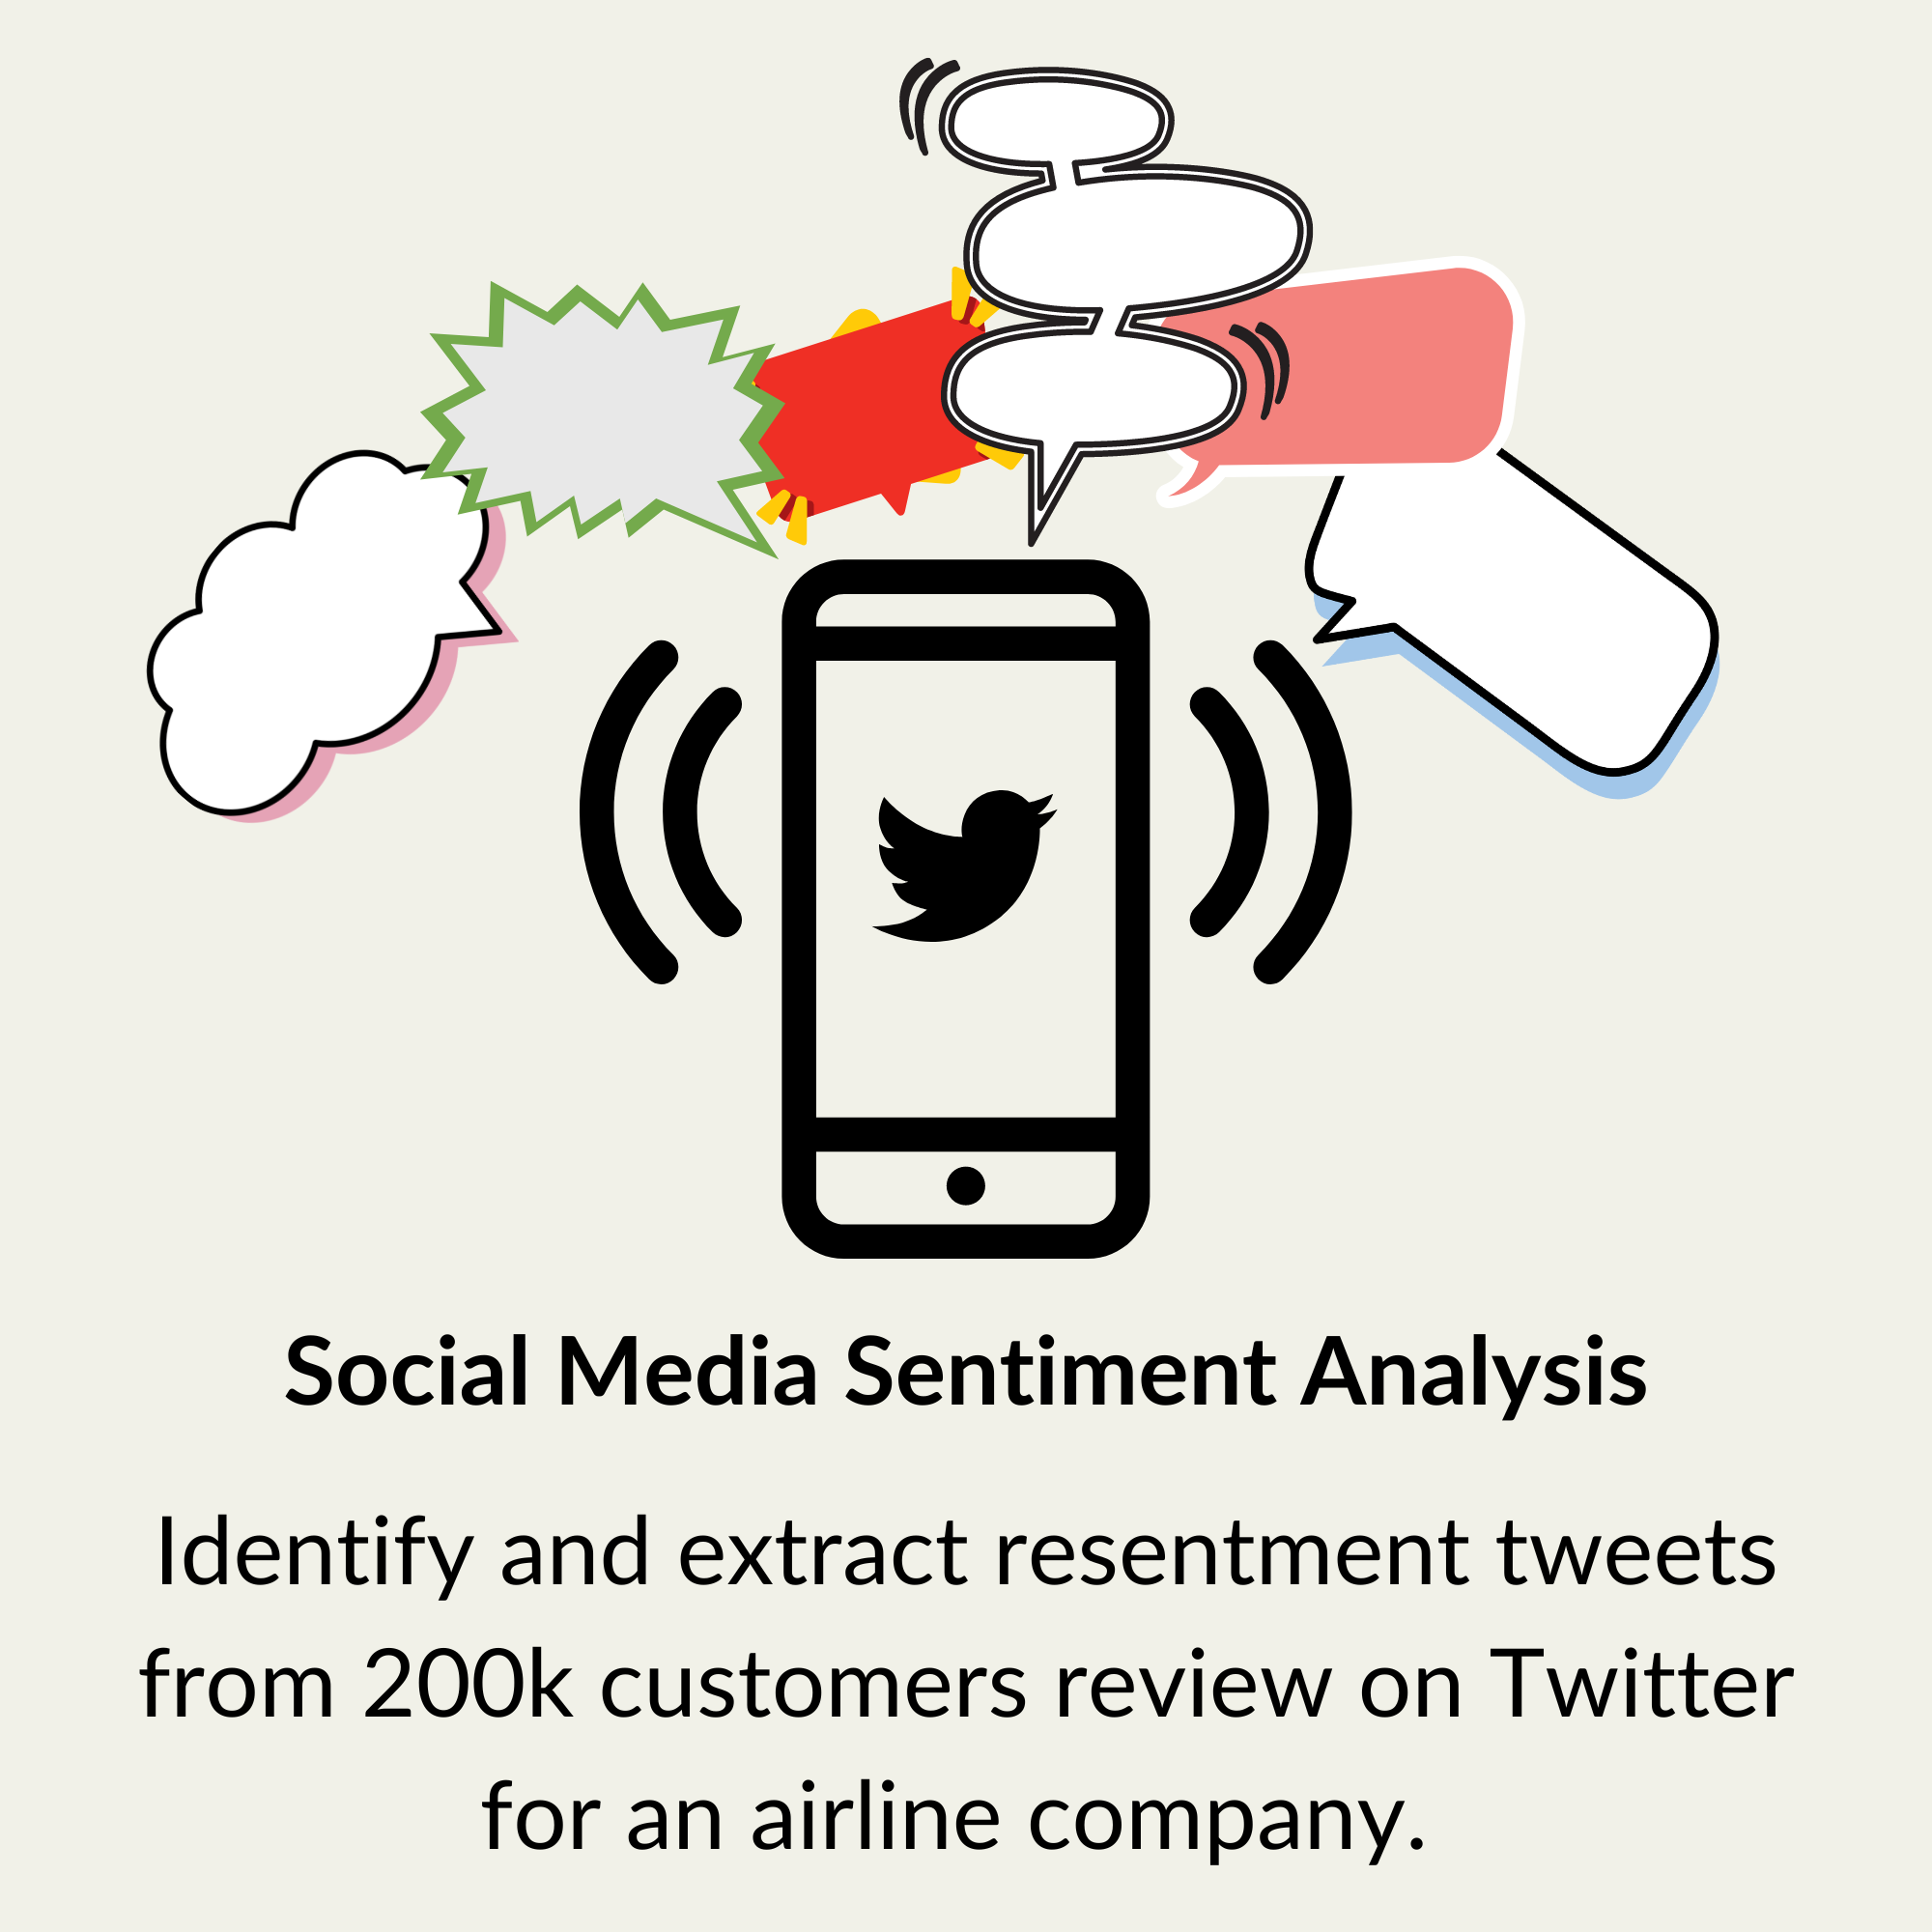 Social Media Sentiment Analysis
Identify and extract resentment tweets
from 200k customers review on Twitter
for an airline company.